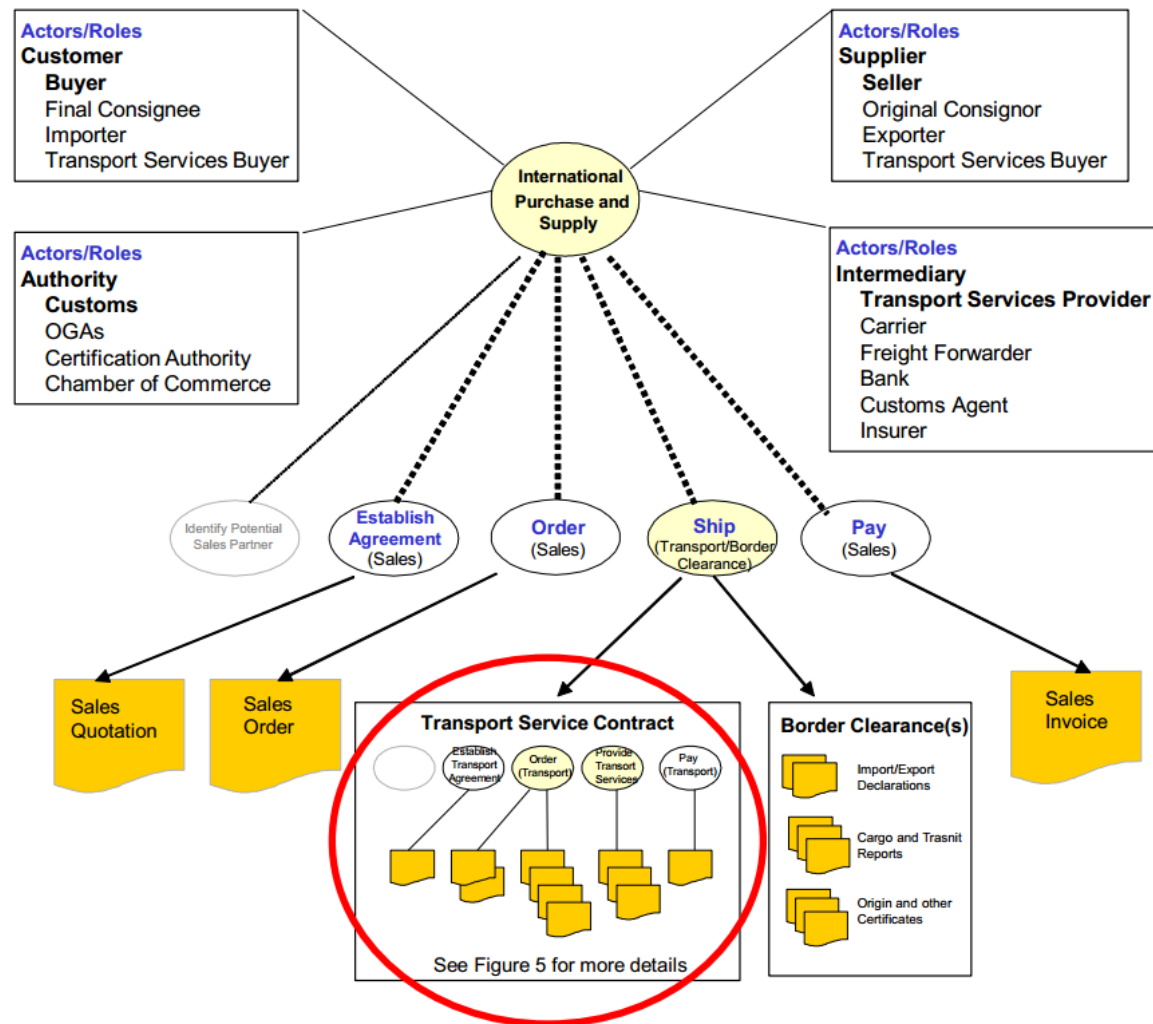 Actors/Roles
Customer
Buyer
Final Consignee
Importer
Transport Services Buyer
Actors/Roles
Supplier
Seller
Original Consignor
Exporter
Transport Services Buyer
International
Purchase and
Supply
Actors/Roles
Authority
Customs
OGAs
Certification Authority
Chamber of Commerce
Actors/Roles
Intermediary
Transport Services Provider
Carrier
Freight Forwarder
Bank
Customs Agent
Insurer
Identify Potential
Sales Partner
Establish
Agreement
(Sales)
Order
(Sales)
Ship
(Transport/Border
Clearance)
Pay
(Sales)
Sales
Quotation
Sales
Order
Transport Service Contract
Establish
Transport
Agreement
Order
(Transport)
Provide
Transort
Services
Pay
(Transport)
See Figure 5 for more details
Border Clearance(s)
Import/Export
Declarations
Cargo and Trasnit
Reports
Origin and other
Certificates
Sales
Invoice